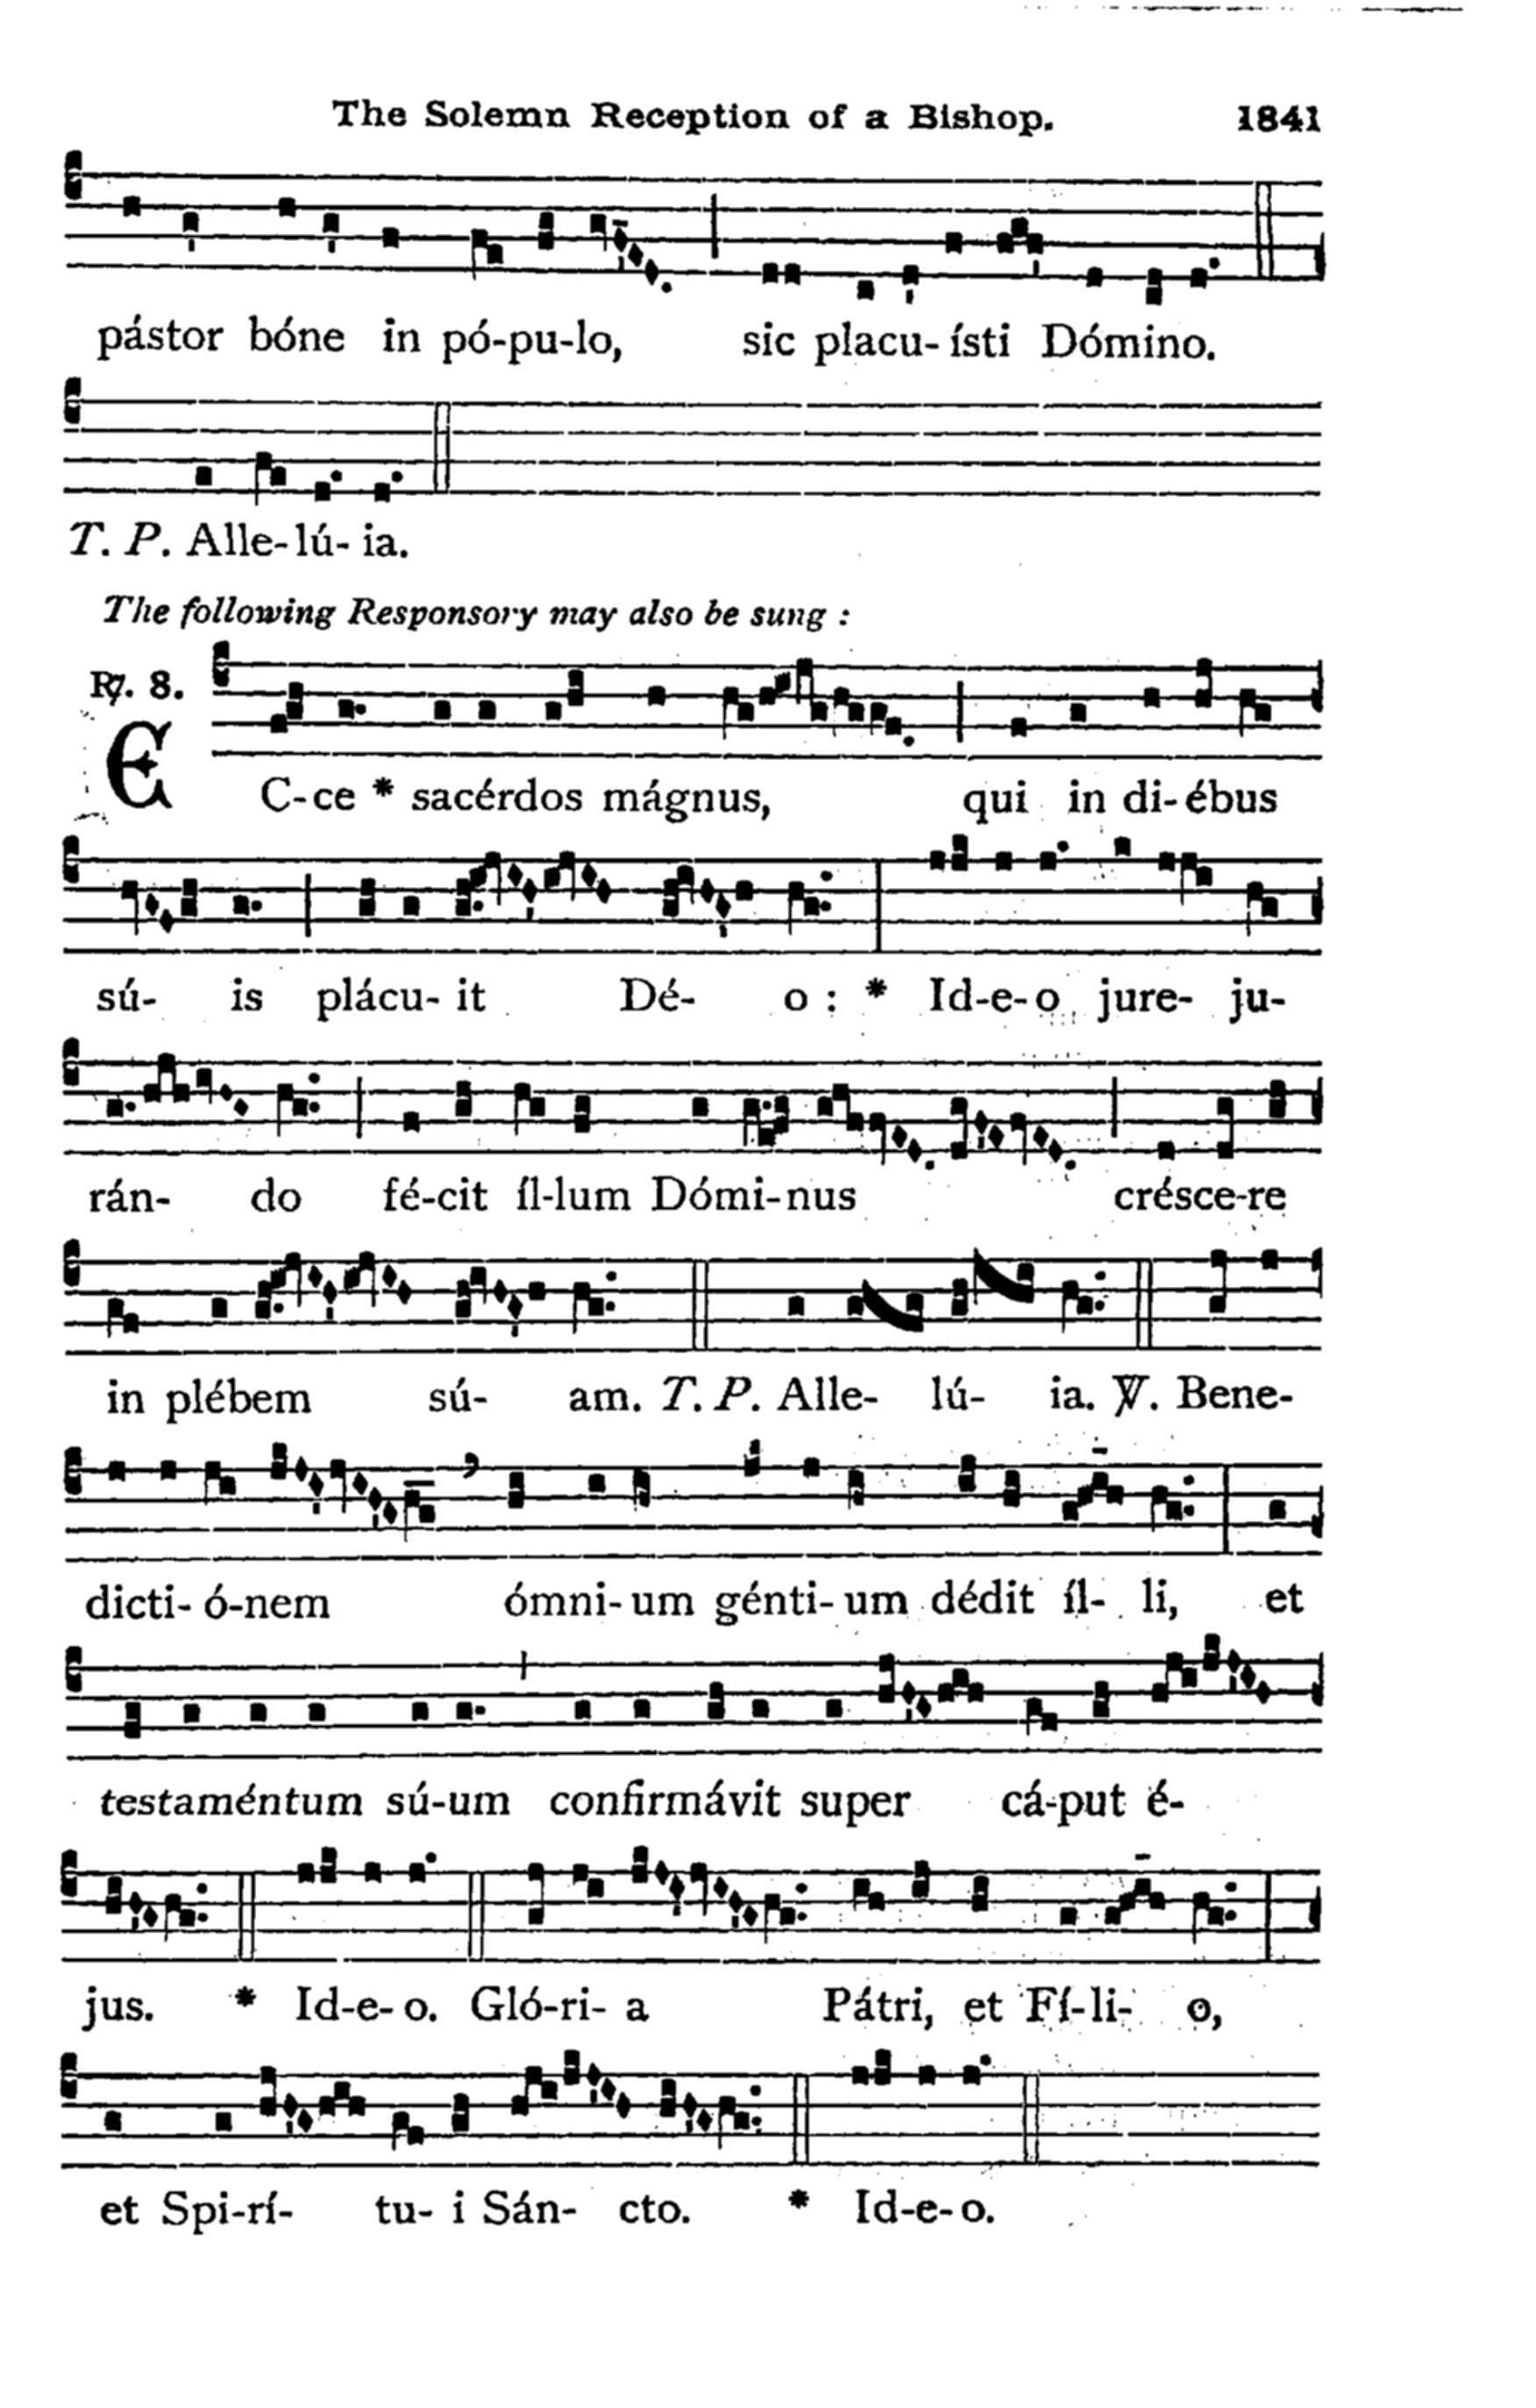 The Solemn Reception of a Bishop. 1841
pástor bóne in pó-pu-lo, sic placu-ísti Dómino.
T. P. Alle-lú-ia.
The following Responsory may also be sung :
℟. 8.
EC-ce * sacérdos mágnus, qui in di-ébus
sú- is plácu-it Dé- o : * Id-e-o jure- ju-
rán- do fé-cit íl-lum Dómi-nus crésce-re
in plébem sú- am. T. P. Alle- lú- ia. ℣. Bene-
dicti- ó-nem ómni-um génti-um dédit íl- li, et
testaméntum sú-um confirmávit super cá-put é-
jus. * Id-e-o. Gló-ri- a Pátri, et Fí-li- o,
et Spi-rí- tu- i Sán- cto. * Id-e-o.